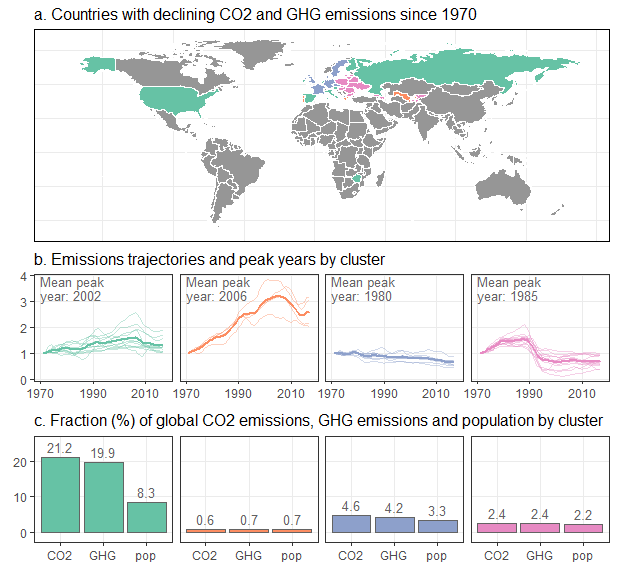 a. Countries with declining CO2 and GHG emissions since 1970
b. Emissions trajectories and peak years by cluster
Mean peak
year: 2002
Mean peak
year: 2006
Mean peak
year: 1980
Mean peak
year: 1985
4
3
2
1
0
1970 1990 2010
1970 1990 2010
1970 1990 2010
1970 1990 2010
c. Fraction (%) of global CO2 emissions, GHG emissions and population by cluster
20
10
0
21.2 19.9 8.3
0.6 0.7 0.7
4.6 4.2 3.3
2.4 2.4 2.2
CO2 GHG pop
CO2 GHG pop
CO2 GHG pop
CO2 GHG pop